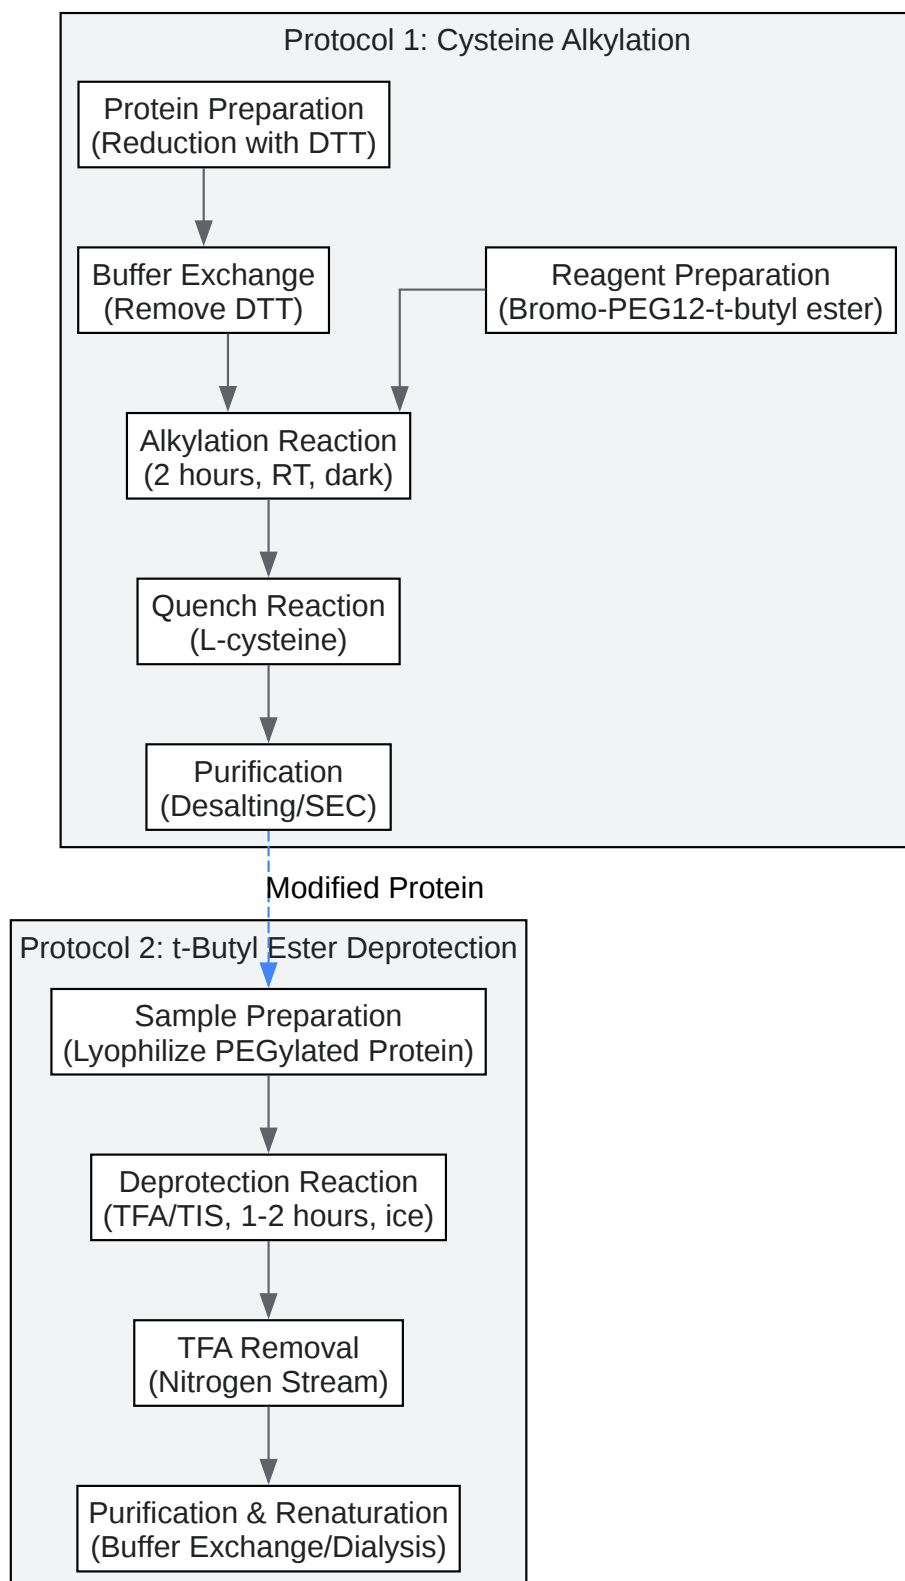 Protocol 1: Cysteine Alkylation
Protein Preparation
(Reduction with DTT)
Buffer Exchange
(Remove DTT)
Reagent Preparation
(Bromo-PEG12-t-butyl ester)
Alkylation Reaction
(2 hours, RT, dark)
Quench Reaction
(L-cysteine)
Purification
(Desalting/SEC)
Modified Protein
Protocol 2: t-Butyl Ester Deprotection
Sample Preparation
(Lyophilize PEGylated Protein)
Deprotection Reaction
(TFA/TIS, 1-2 hours, ice)
TFA Removal
(Nitrogen Stream)
Purification & Renaturation
(Buffer Exchange/Dialysis)